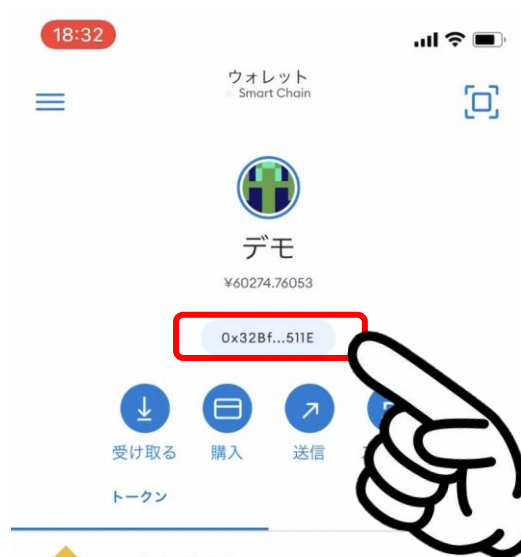 18:32
ウォレット
Smart Chain
デモ
¥60274.76053
0x32Bf...511E
受け取る
購入
送信
トークン